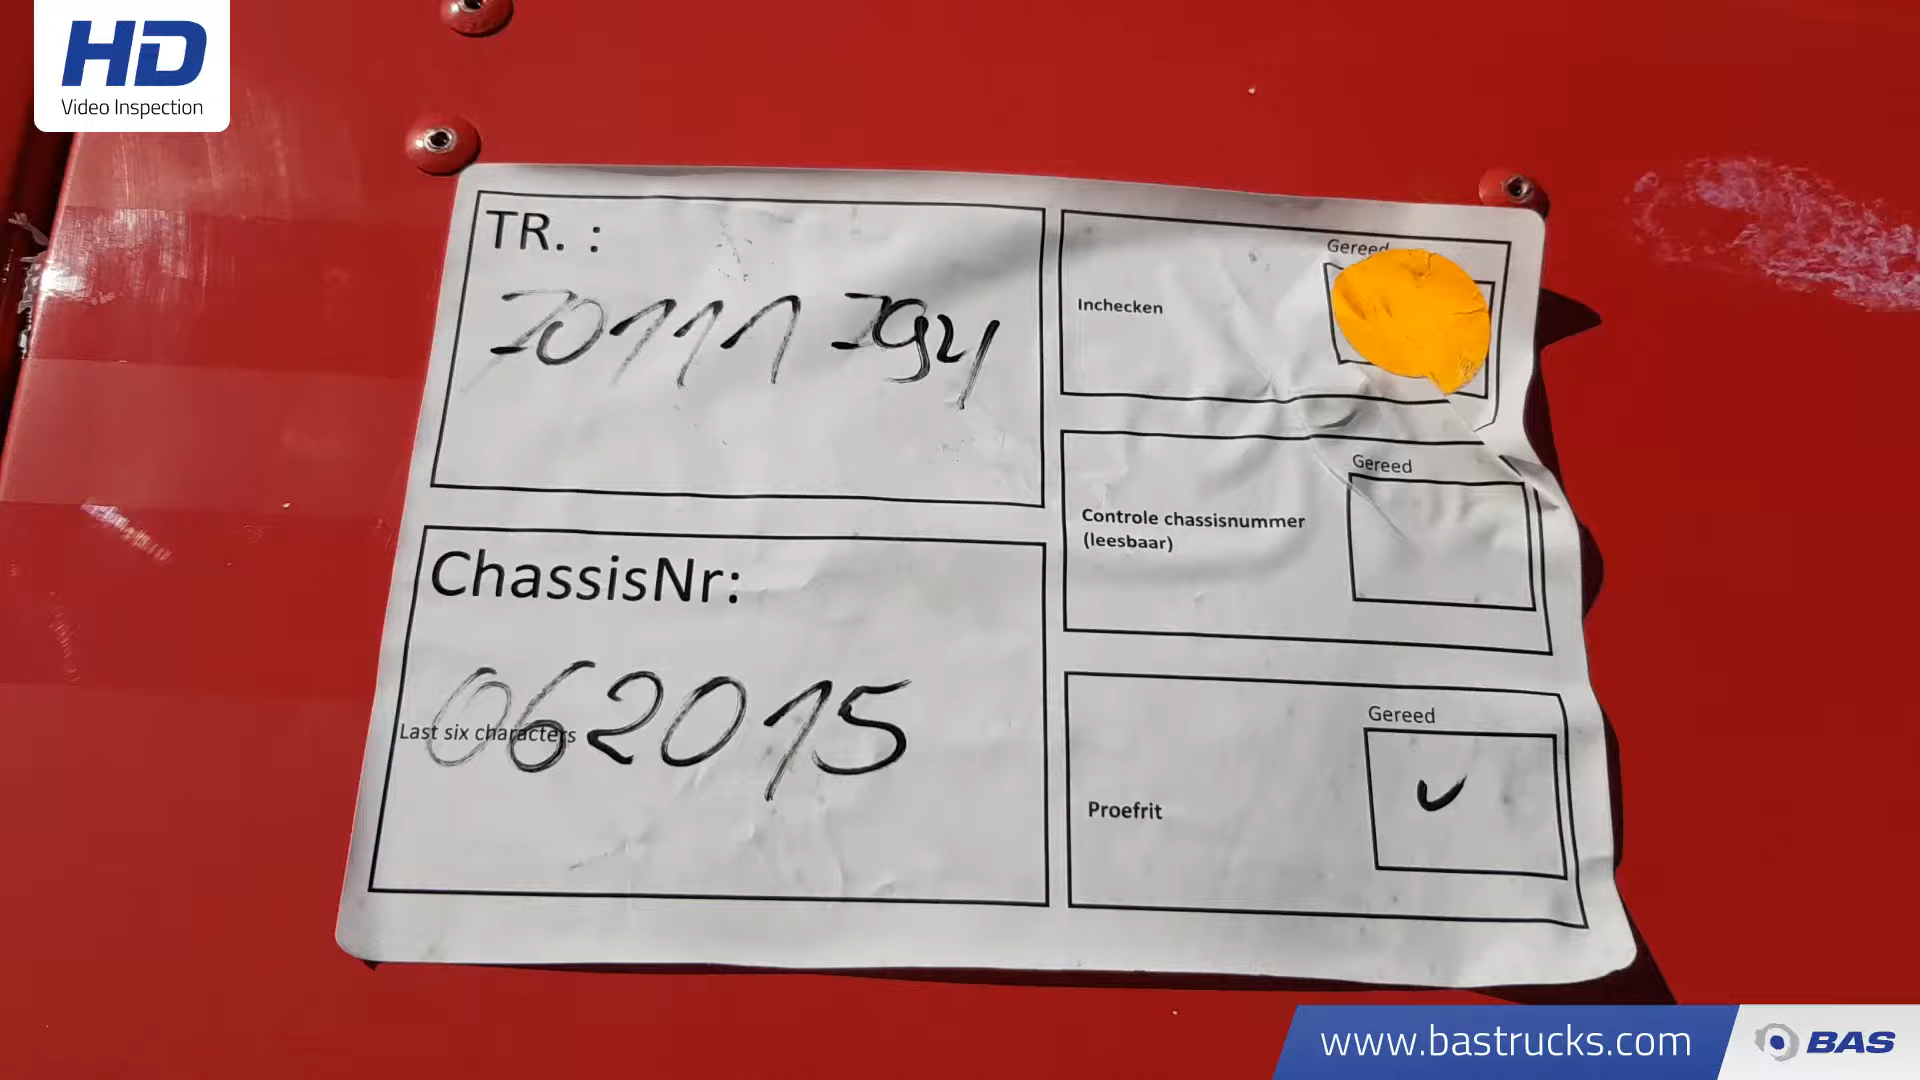 HD
Video Inspection
TR. :
70111794
ChassisNr:
062015
Last six characters
Gereed
Inchecken
Gereed
Controle chassisnummer
(leesbaar)
Gereed
Proefrit
www.bastrucks.com
BAS